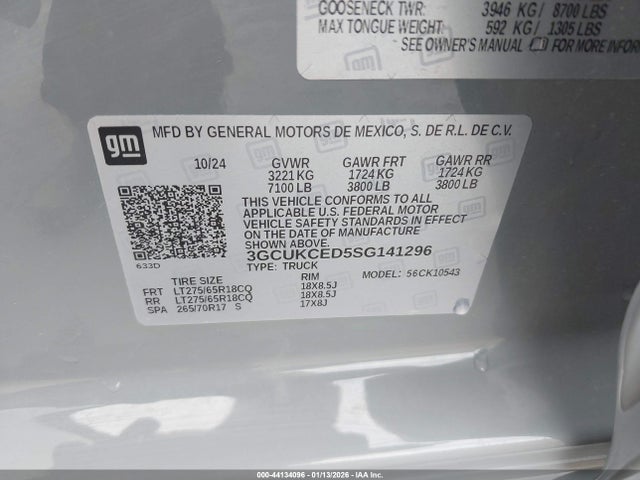 GOOSENECK TWR: 3946 KG / 8700 LBS
MAX TONGUE WEIGHT: 592 KG / 1305 LBS
SEE OWNER'S MANUAL FOR MORE INFORM
gm MFD BY GENERAL MOTORS DE MEXICO, S. DE R.L. DE C.V.
10/24 GVWR GAWR FRT GAWR RR
3221 KG 1724 KG 1724 KG
7100 LB 3800 LB 3800 LB
THIS VEHICLE CONFORMS TO ALL
APPLICABLE U.S. FEDERAL MOTOR
VEHICLE SAFETY STANDARDS IN EFFECT
ON THE DATE OF MANUFACTURE
SHOWN ABOVE.
633D 3GCUKCED5SG141296
TYPE: TRUCK MODEL: 56CK10543
TIRE SIZE RIM
FRT LT275/65R18CQ 18X8.5J
RR LT275/65R18CQ 18X8.5J
SPA 265/70R17 S 17X8J
000-44134096 - 01/13/2026 - IAA Holdings, LLC.